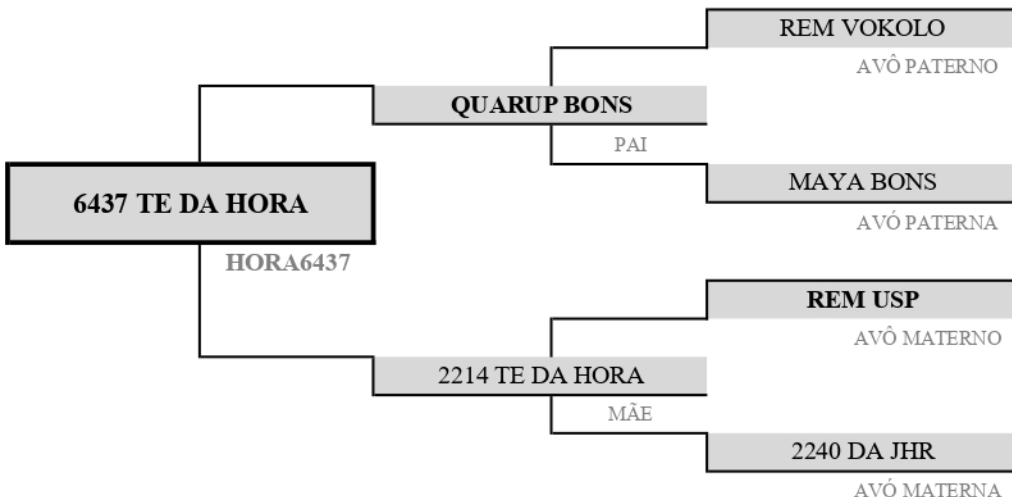 REM VOKOLO
AVÔ PATERNO
QUARUP BONS
PAI
MAYA BONS
AVÓ PATERNA
6437 TE DA HORA
HORA6437
REM USP
AVÔ MATERNO
2214 TE DA HORA
MÃE
2240 DA JHR
AVÓ MATERNA